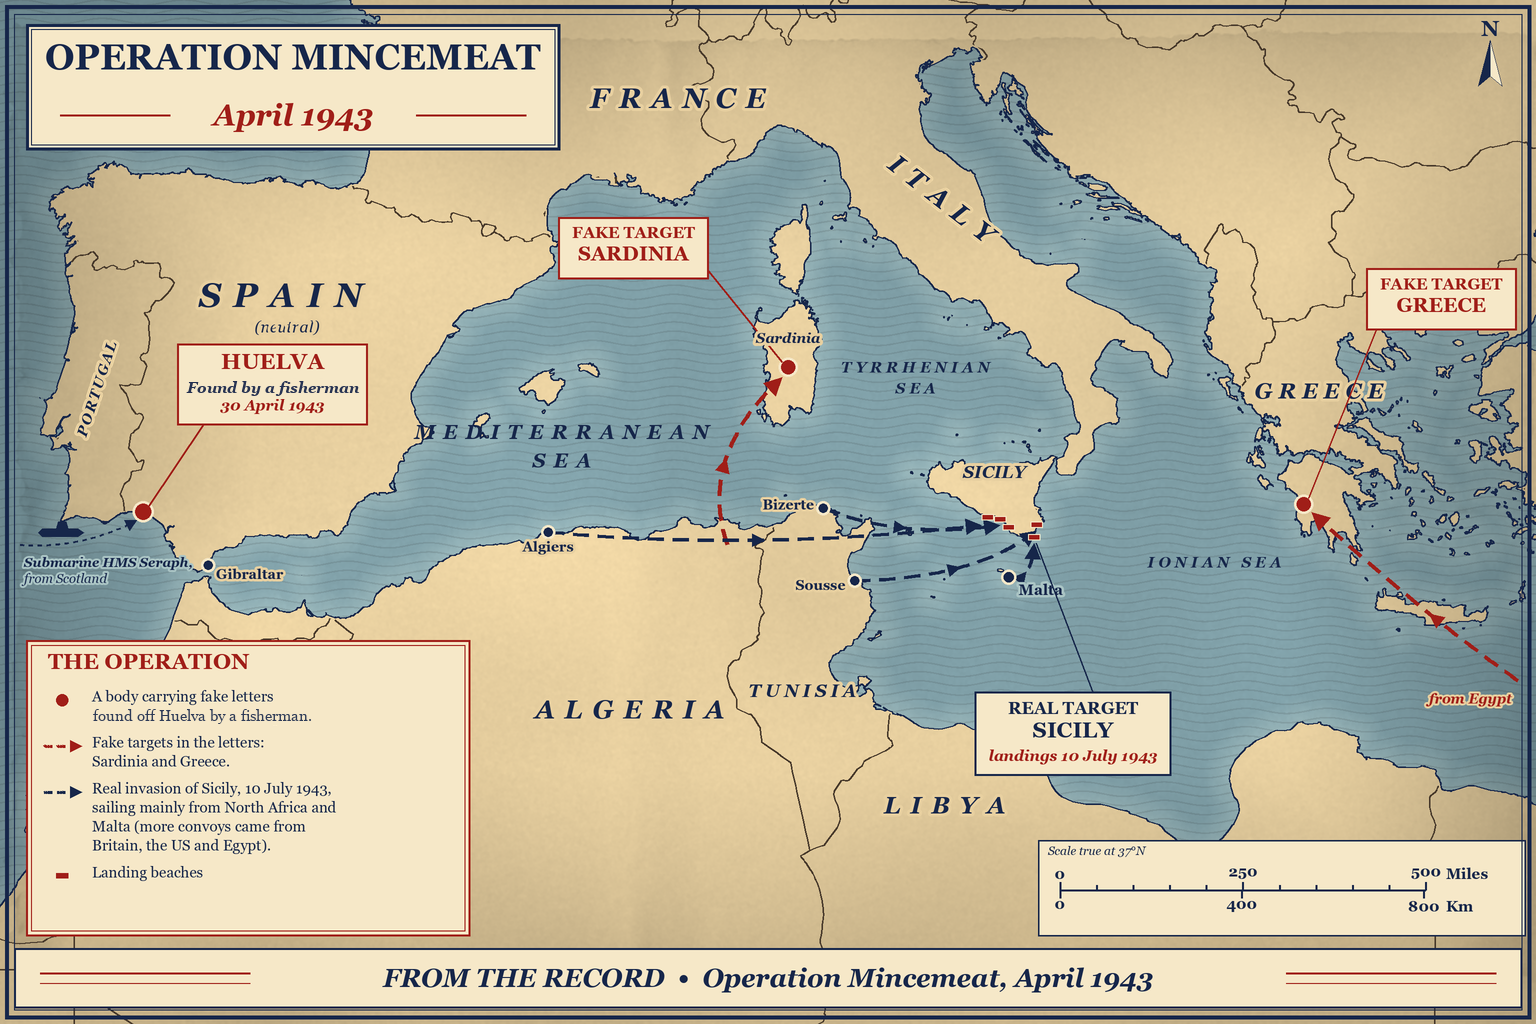 OPERATION MINCEMEAT
April 1943
N
FRANCE
ITALY
FAKE TARGET
SARDINIA
FAKE TARGET
GREECE
SPAIN
(neutral)
HUELVA
Found by a fisherman
30 April 1943
PORTUGAL
Sardinia
TYRRHENIAN
SEA
GREECE
MEDITERRANEAN
SEA
SICILY
Bizerte
Algiers
Submarine HMS Seraph,
from Scotland
Gibraltar
Sousse
Malta
IONIAN SEA
THE OPERATION
A body carrying fake letters
found off Huelva by a fisherman.
Fake targets in the letters:
Sardinia and Greece.
Real invasion of Sicily, 10 July 1943,
sailing mainly from North Africa and
Malta (more convoys came from
Britain, the US and Egypt).
Landing beaches
ALGERIA
TUNISIA
from Egypt
REAL TARGET
SICILY
landings 10 July 1943
LIBYA
Scale true at 37°N
0 250 500 Miles
0 400 800 Km
FROM THE RECORD • Operation Mincemeat, April 1943